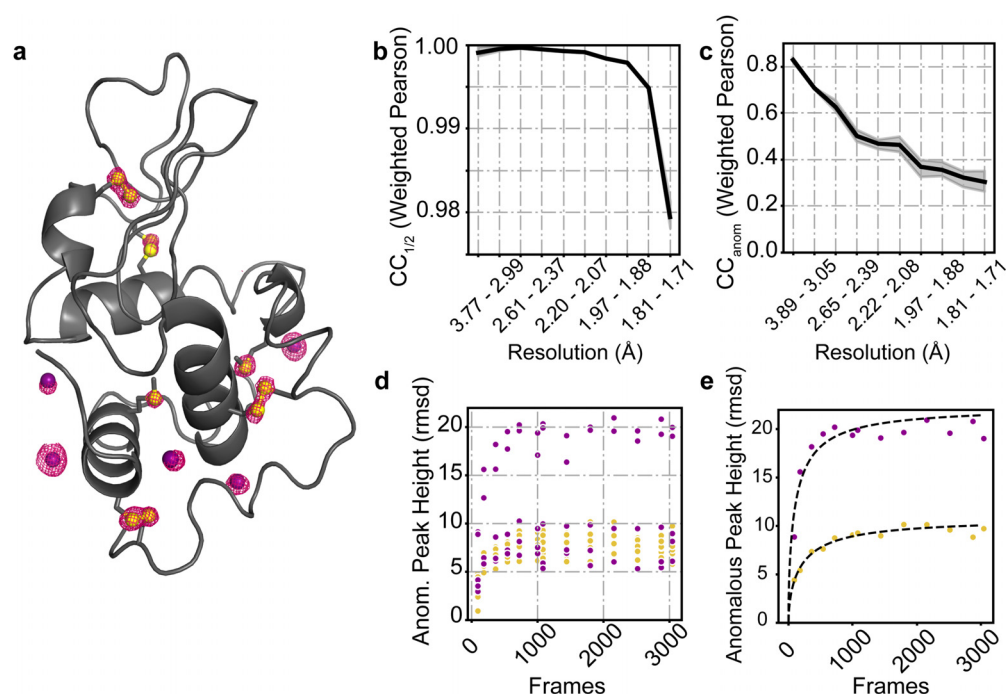 a
b
CC1/2 (Weighted Pearson)
1.00
0.99
0.98
3.77 - 2.99
2.61 - 2.37
2.20 - 2.07
1.97 - 1.88
1.81 - 1.71
Resolution (Å)
c
CCanom (Weighted Pearson)
0.8
0.6
0.4
0.2
0.0
3.89 - 3.05
2.65 - 2.39
2.22 - 2.08
1.97 - 1.88
1.81 - 1.71
Resolution (Å)
d
Anom. Peak Height (rmsd)
20
15
10
5
0
0
1000
2000
3000
Frames
e
Anomalous Peak Height (rmsd)
20
15
10
5
0
0
1000
2000
3000
Frames